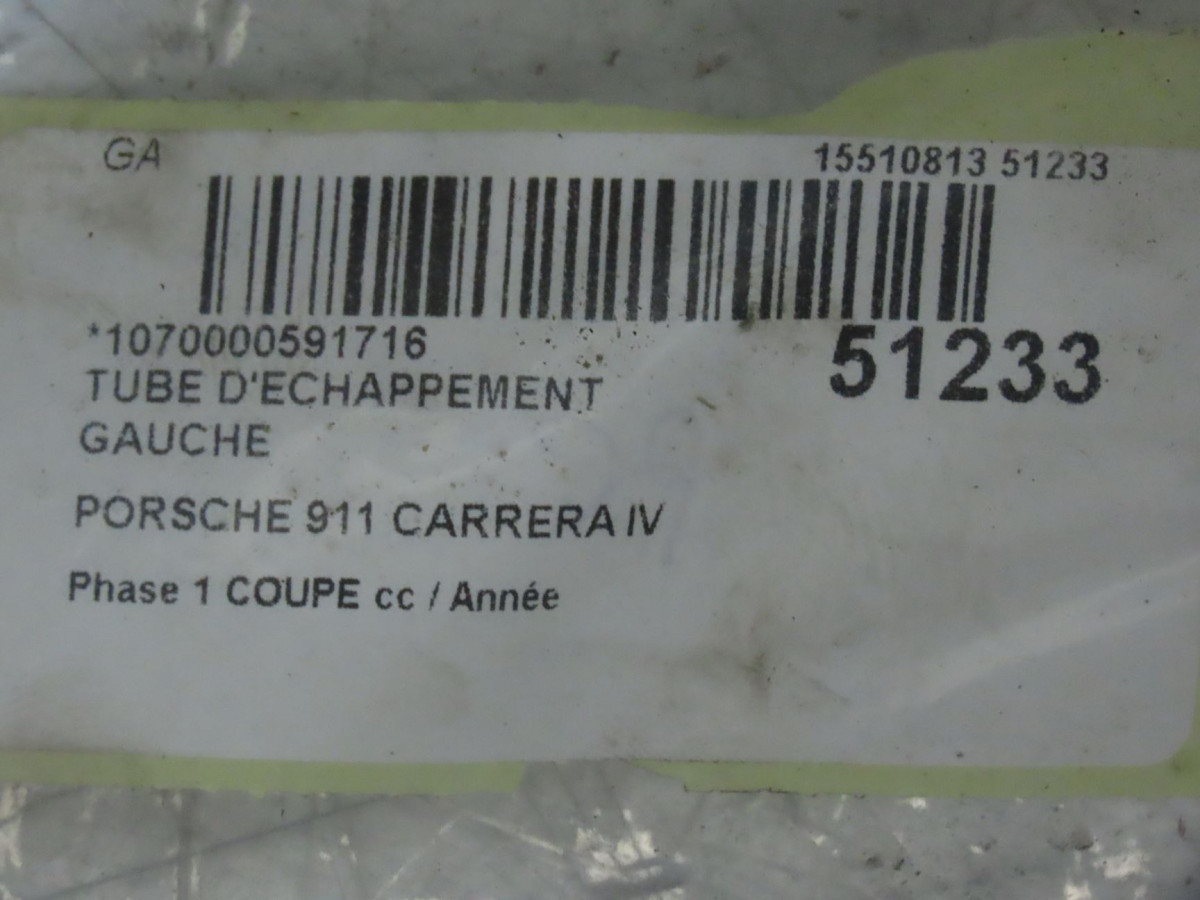 GA
15510813 51233
*1070000591716
51233
TUBE D'ECHAPPEMENT
GAUCHE
PORSCHE 911 CARRERA IV
Phase 1 COUPE cc / Année